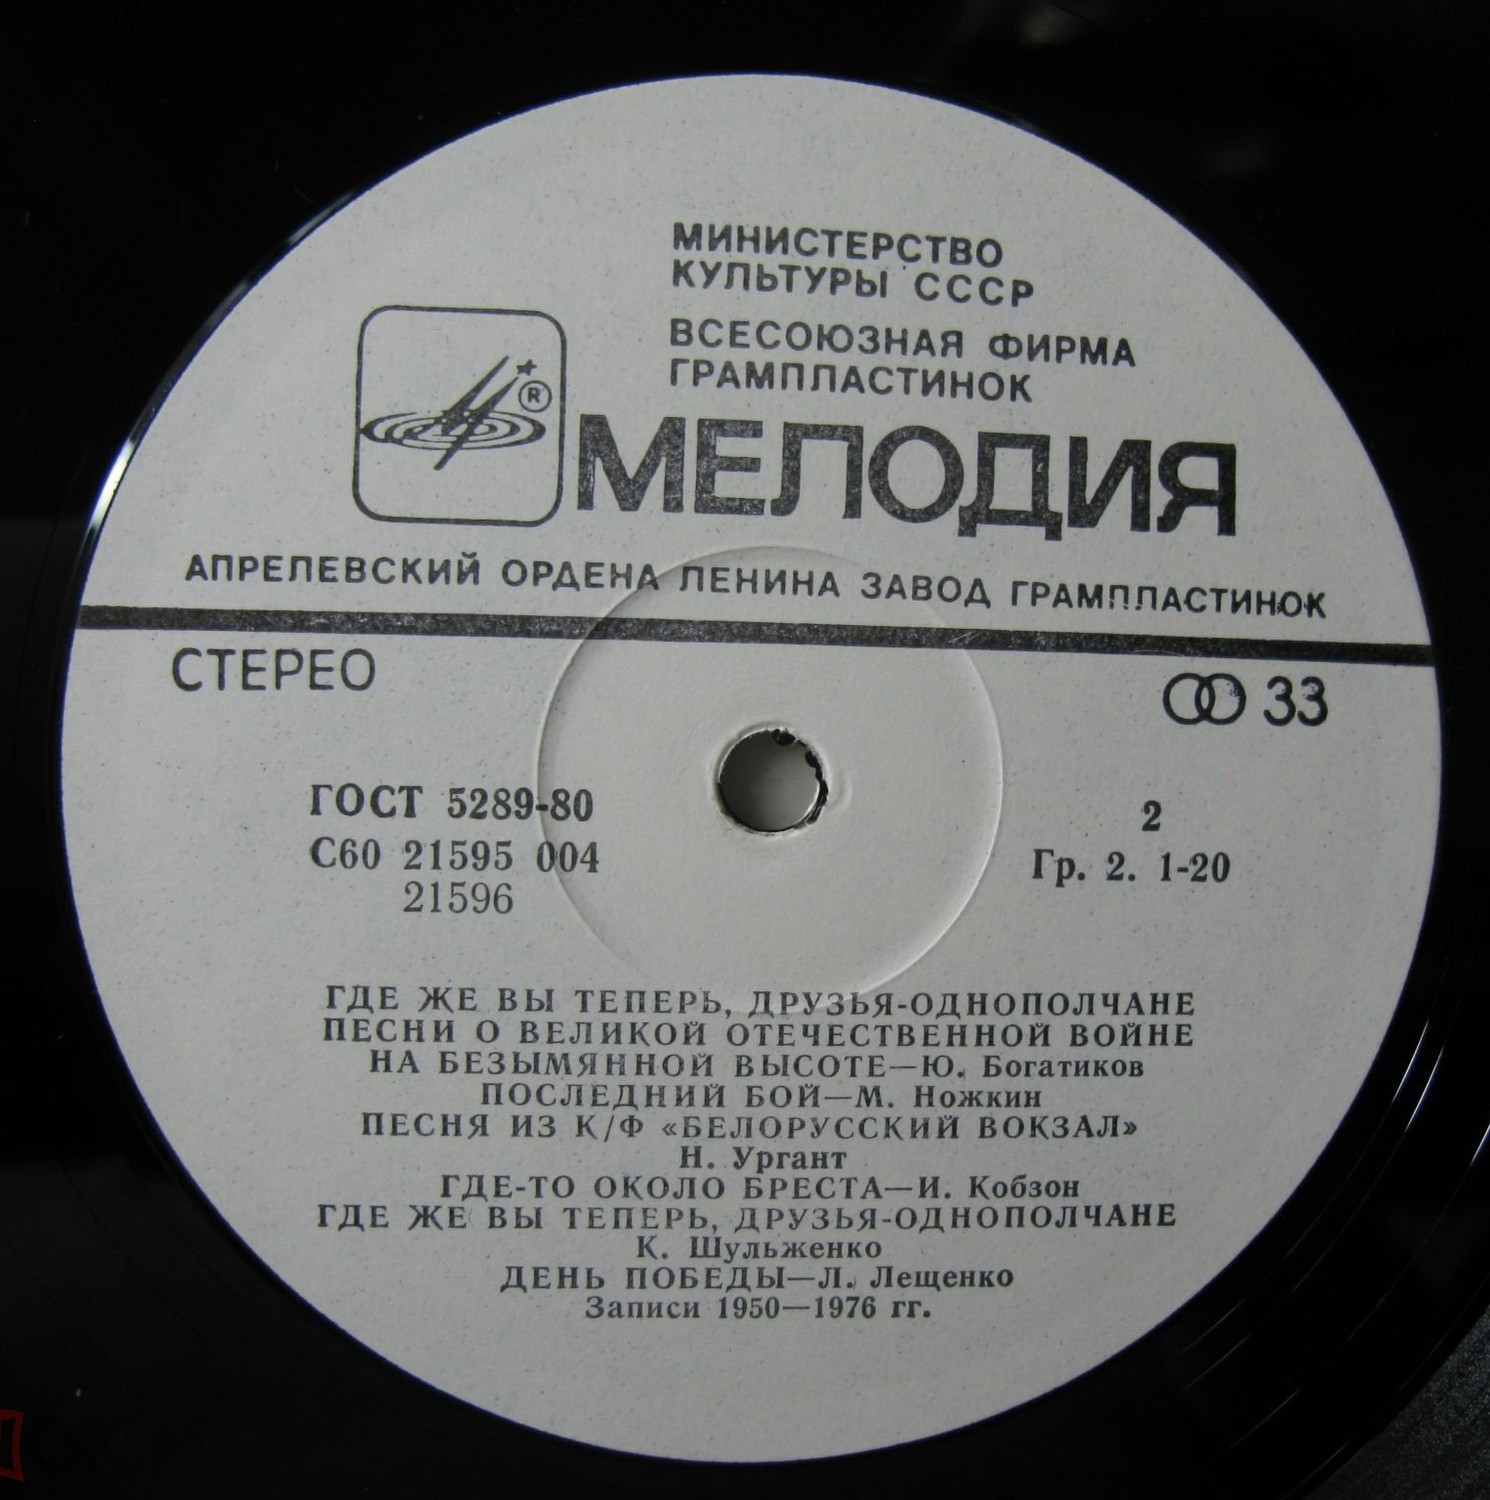 МИНИСТЕРСТВО
КУЛЬТУРЫ СССР
ВСЕСОЮЗНАЯ ФИРМА
ГРАМПЛАСТИНОК
®
МЕЛОДИЯ
АПРЕЛЕВСКИЙ ОРДЕНА ЛЕНИНА ЗАВОД ГРАМПЛАСТИНОК
СТЕРЕО
33
ГОСТ 5289-80
2
С60 21595 004
Гр. 2. 1-20
21596
ГДЕ ЖЕ ВЫ ТЕПЕРЬ, ДРУЗЬЯ-ОДНОПОЛЧАНЕ
ПЕСНИ О ВЕЛИКОЙ ОТЕЧЕСТВЕННОЙ ВОЙНЕ
НА БЕЗЫМЯННОЙ ВЫСОТЕ—Ю. Богатиков
ПОСЛЕДНИЙ БОЙ—М. Ножкин
ПЕСНЯ ИЗ К/Ф «БЕЛОРУССКИЙ ВОКЗАЛ»
Н. Ургант
ГДЕ-ТО ОКОЛО БРЕСТА—И. Кобзон
ГДЕ ЖЕ ВЫ ТЕПЕРЬ, ДРУЗЬЯ-ОДНОПОЛЧАНЕ
К. Шульженко
ДЕНЬ ПОБЕДЫ—Л. Лещенко
Записи 1950—1976 гг.